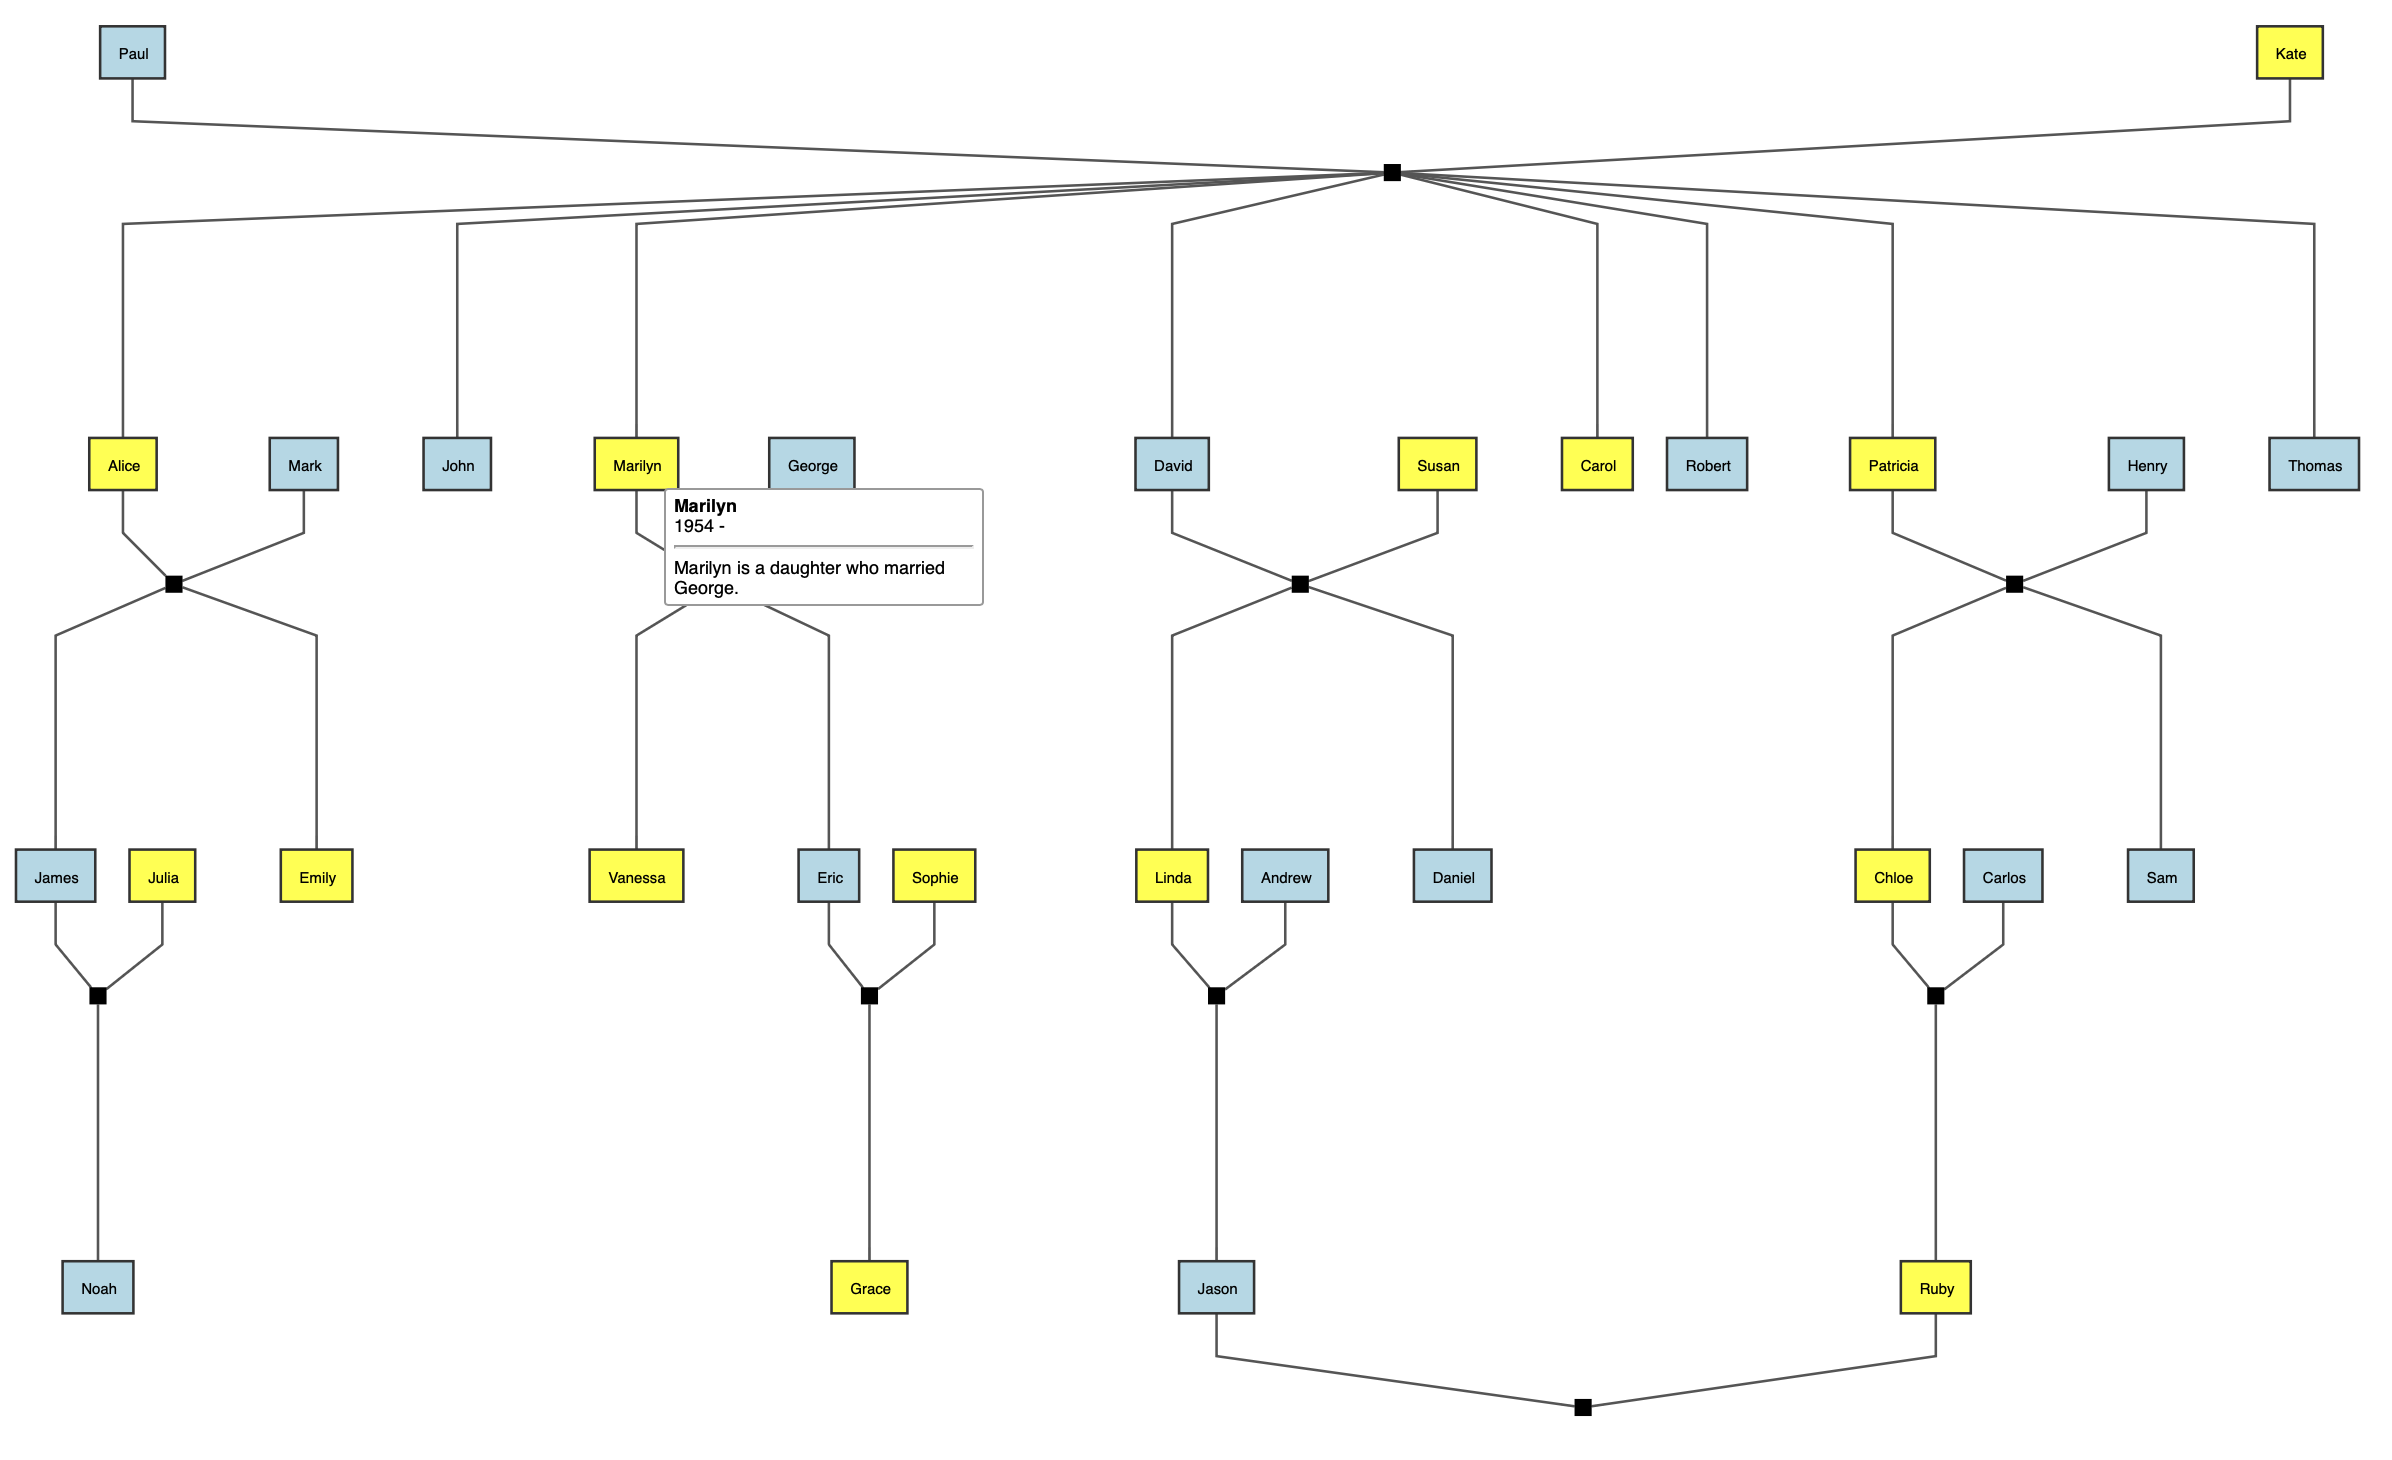 Paul
Kate
Alice
Mark
John
Marilyn
George
David
Susan
Carol
Robert
Patricia
Henry
Thomas
Marilyn
1954 -
Marilyn is a daughter who married
George.
James
Julia
Emily
Vanessa
Eric
Sophie
Linda
Andrew
Daniel
Chloe
Carlos
Sam
Noah
Grace
Jason
Ruby